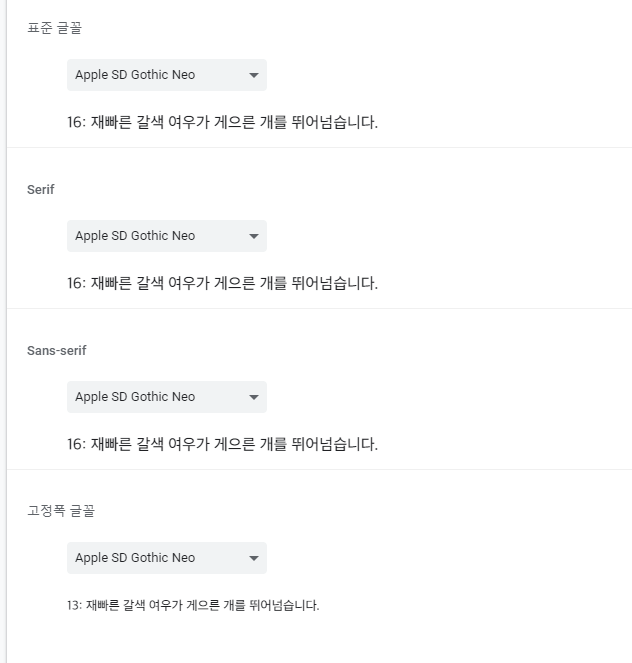 표준 글꼴
Apple SD Gothic Neo
16: 재빠른 갈색 여우가 게으른 개를 뛰어넘습니다.
Serif
Apple SD Gothic Neo
16: 재빠른 갈색 여우가 게으른 개를 뛰어넘습니다.
Sans-serif
Apple SD Gothic Neo
16: 재빠른 갈색 여우가 게으른 개를 뛰어넘습니다.
고정폭 글꼴
Apple SD Gothic Neo
13: 재빠른 갈색 여우가 게으른 개를 뛰어넘습니다.